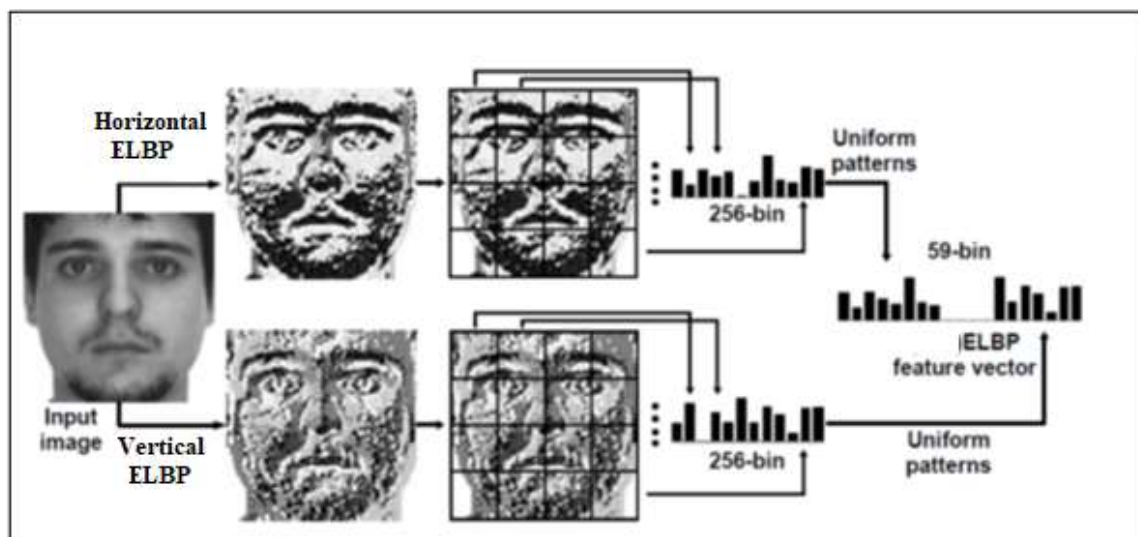 Horizontal
ELBP
Uniform
patterns
256-bin
59-bin
Input
image
Vertical
ELBP
ELBP
feature vector
256-bin
Uniform
patterns